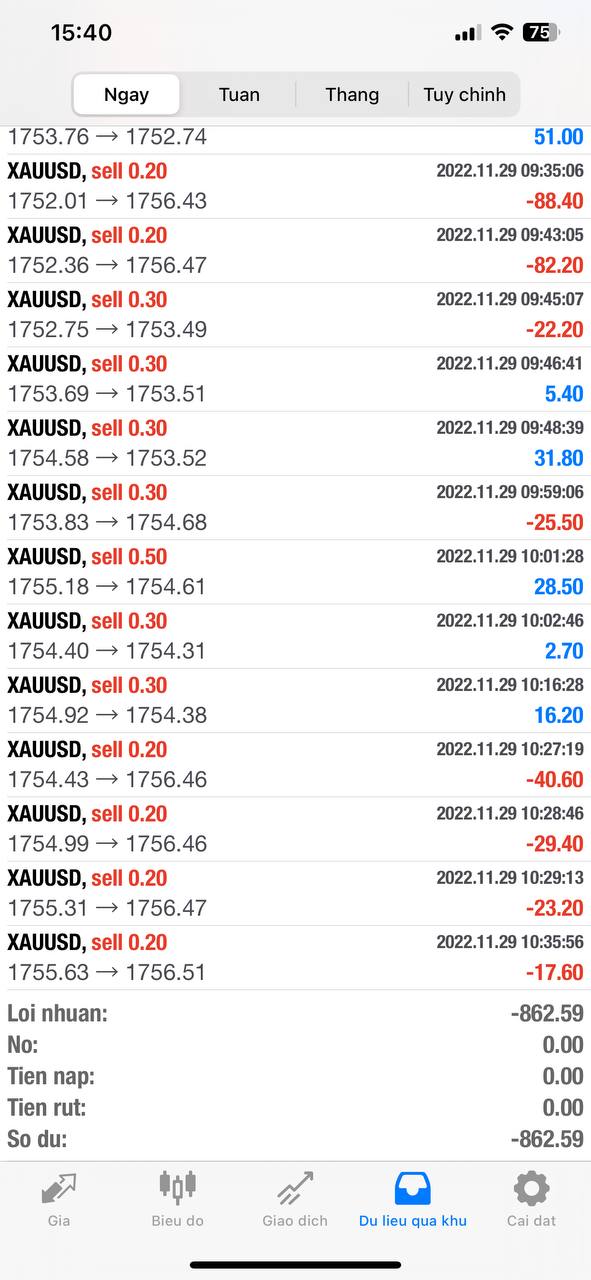 15:40
75
Ngay Tuan Thang Tuy chinh
1753.76 → 1752.74 51.00
XAUUSD, sell 0.20 2022.11.29 09:35:06
1752.01 → 1756.43 -88.40
XAUUSD, sell 0.20 2022.11.29 09:43:05
1752.36 → 1756.47 -82.20
XAUUSD, sell 0.30 2022.11.29 09:45:07
1752.75 → 1753.49 -22.20
XAUUSD, sell 0.30 2022.11.29 09:46:41
1753.69 → 1753.51 5.40
XAUUSD, sell 0.30 2022.11.29 09:48:39
1754.58 → 1753.52 31.80
XAUUSD, sell 0.30 2022.11.29 09:59:06
1753.83 → 1754.68 -25.50
XAUUSD, sell 0.50 2022.11.29 10:01:28
1755.18 → 1754.61 28.50
XAUUSD, sell 0.30 2022.11.29 10:02:46
1754.40 → 1754.31 2.70
XAUUSD, sell 0.30 2022.11.29 10:16:28
1754.92 → 1754.38 16.20
XAUUSD, sell 0.20 2022.11.29 10:27:19
1754.43 → 1756.46 -40.60
XAUUSD, sell 0.20 2022.11.29 10:28:46
1754.99 → 1756.46 -29.40
XAUUSD, sell 0.20 2022.11.29 10:29:13
1755.31 → 1756.47 -23.20
XAUUSD, sell 0.20 2022.11.29 10:35:56
1755.63 → 1756.51 -17.60
Loi nhuan: -862.59
No: 0.00
Tien nap: 0.00
Tien rut: 0.00
So du: -862.59
Gia Bieu do Giao dich Du lieu qua khu Cai dat